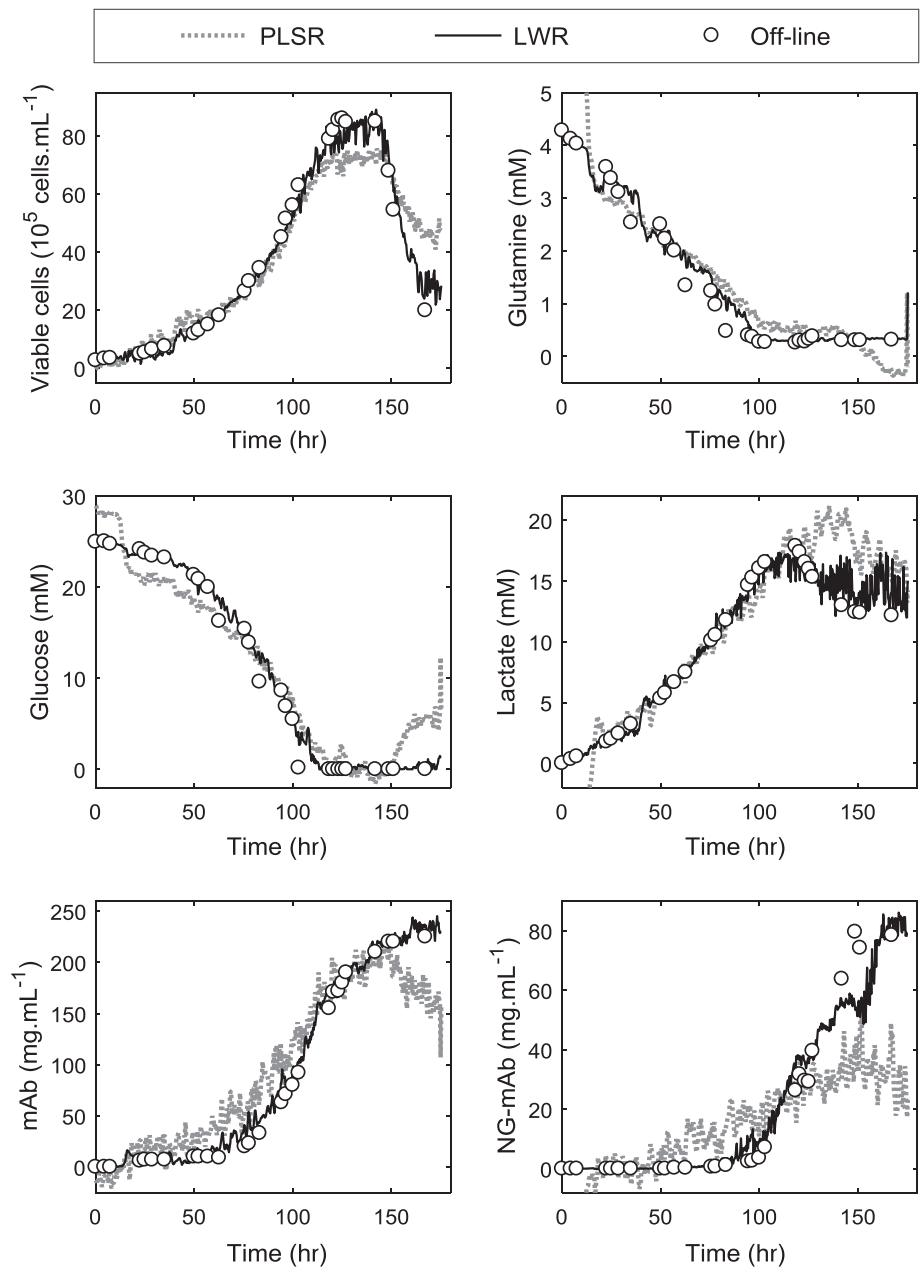 PLSR LWR Off-line
Viable cells (10⁵ cells.mL⁻¹)
80
60
40
20
0
0 50 100 150
Time (hr)
Glutamine (mM)
5
4
3
2
1
0
0 50 100 150
Time (hr)
Glucose (mM)
30
20
10
0
0 50 100 150
Time (hr)
Lactate (mM)
20
15
10
5
0
0 50 100 150
Time (hr)
mAb (mg.mL⁻¹)
250
200
150
100
50
0
0 50 100 150
Time (hr)
NG-mAb (mg.mL⁻¹)
80
60
40
20
0
0 50 100 150
Time (hr)